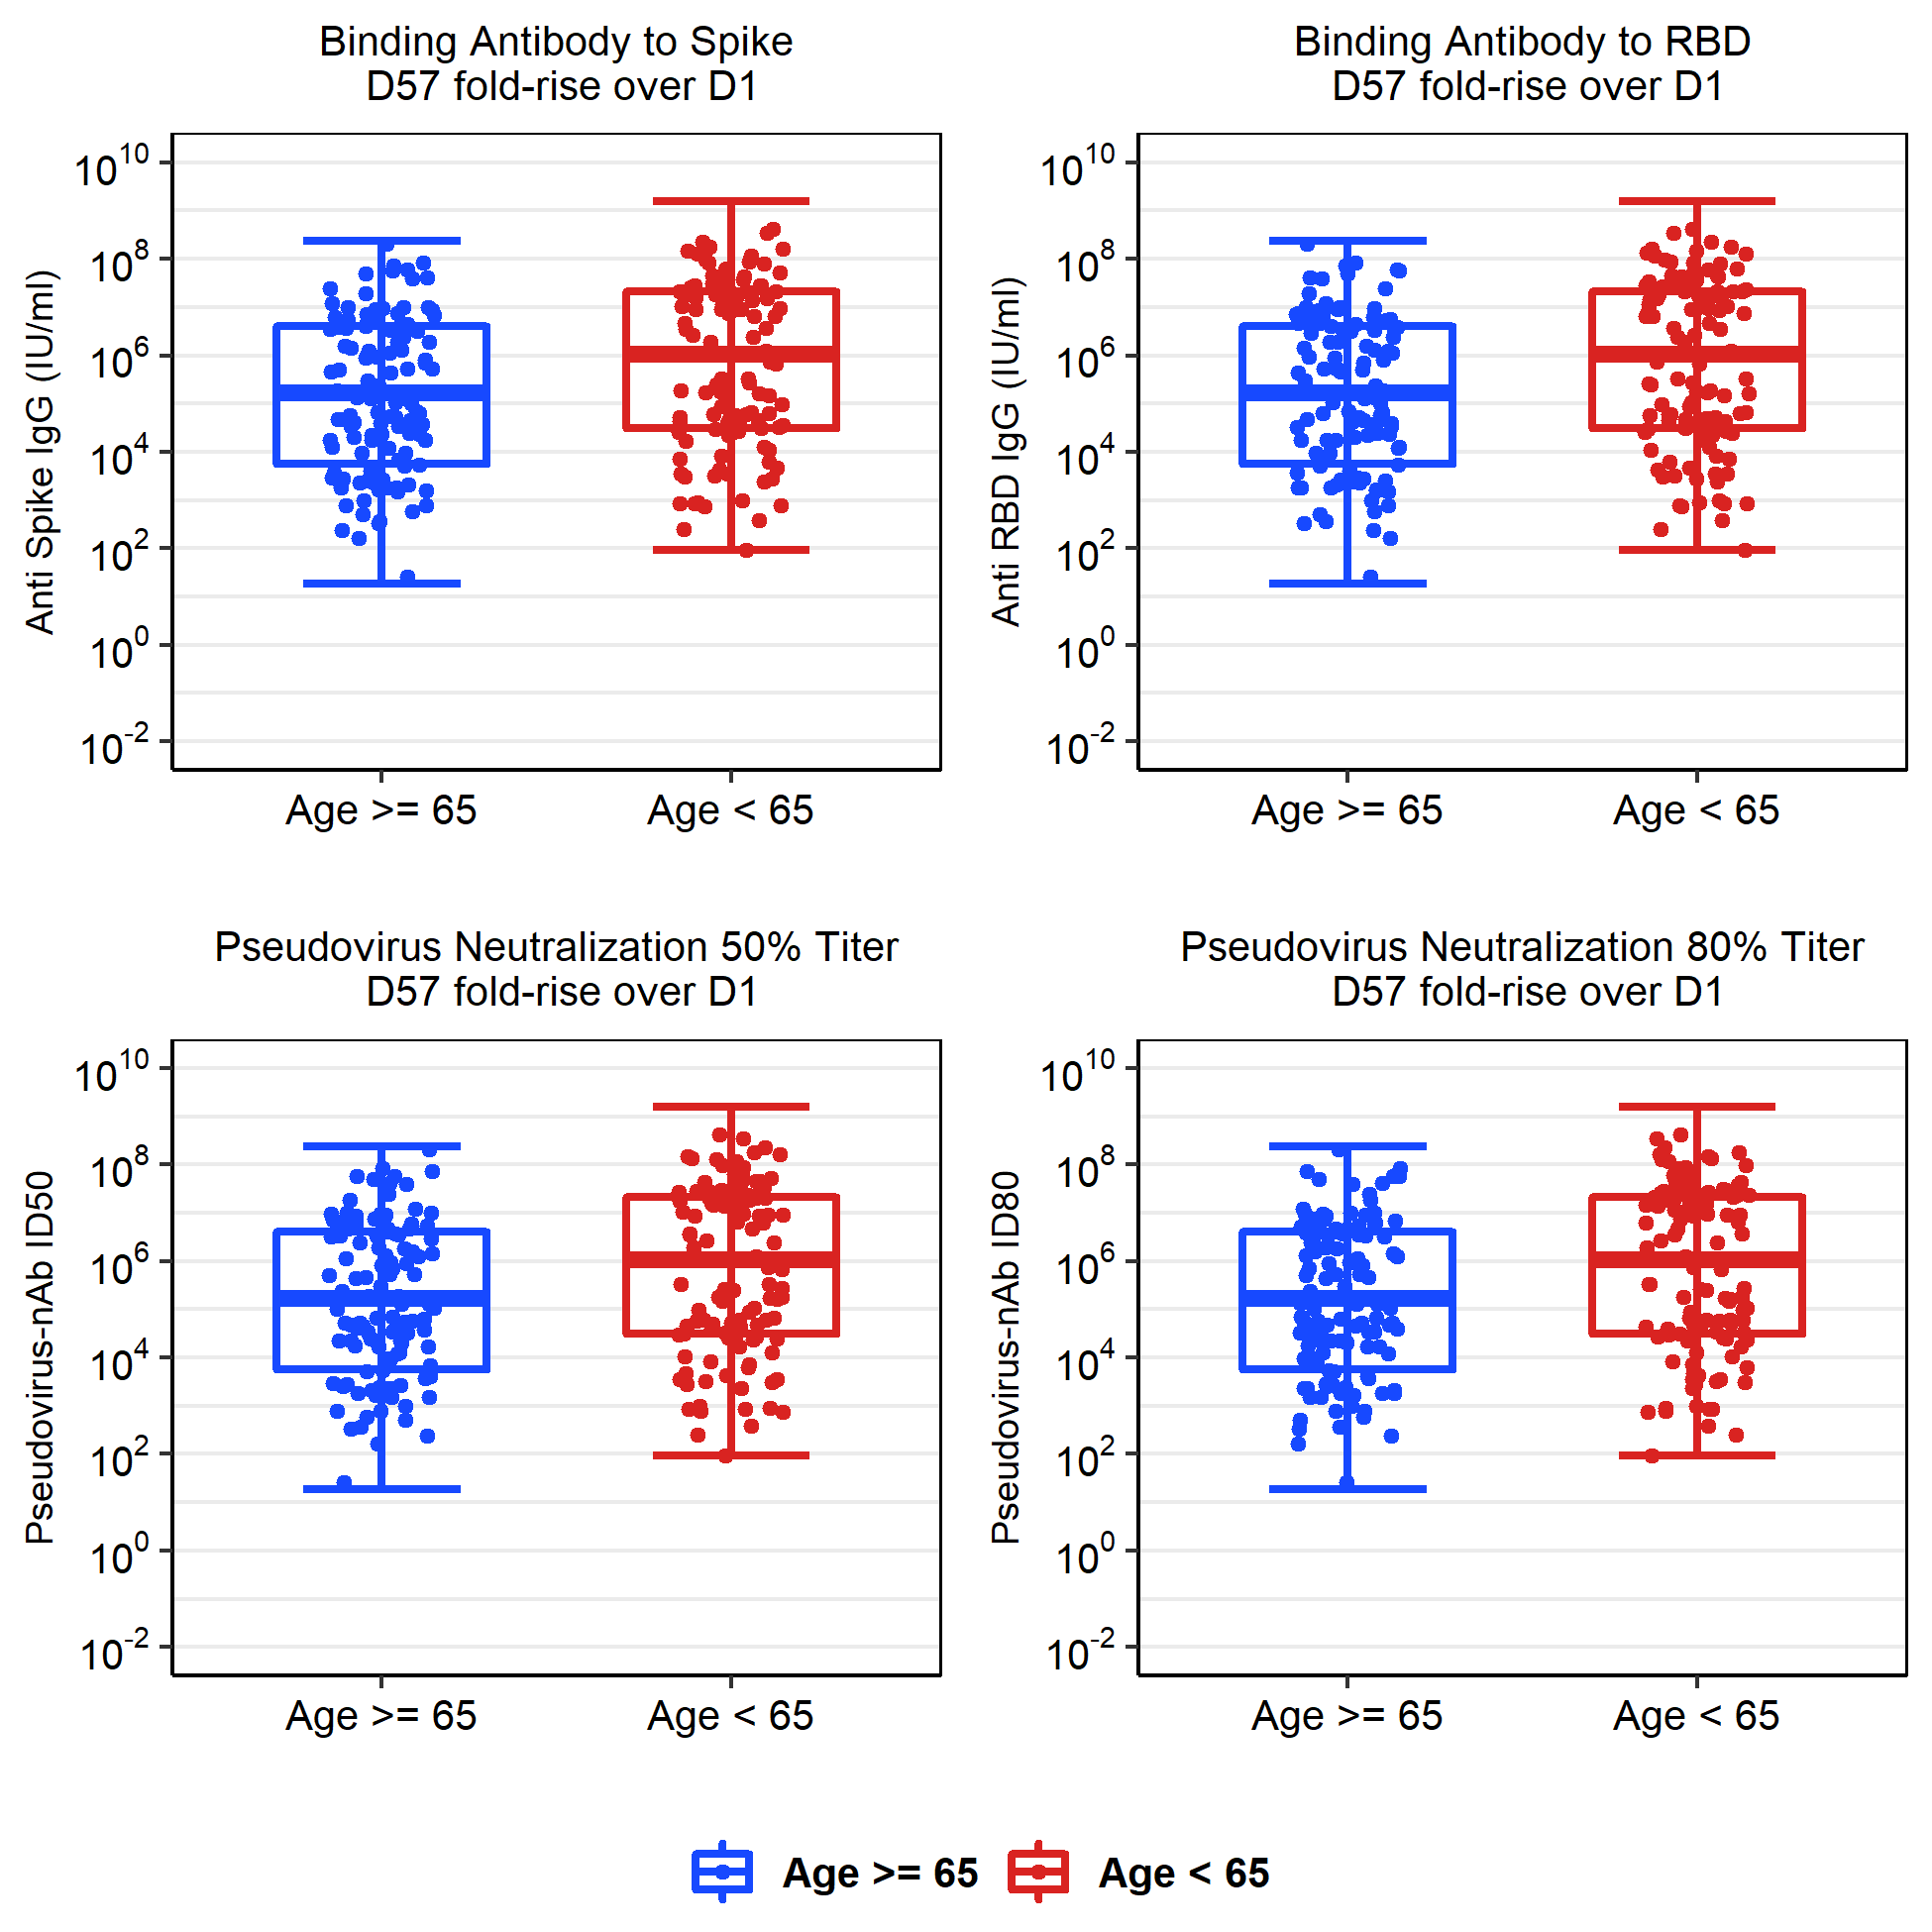 Binding Antibody to Spike
D57 fold-rise over D1
Anti Spike IgG (IU/ml)
10^10
10^8
10^6
10^4
10^2
10^0
10^-2
Age >= 65
Age < 65
Binding Antibody to RBD
D57 fold-rise over D1
Anti RBD IgG (IU/ml)
10^10
10^8
10^6
10^4
10^2
10^0
10^-2
Age >= 65
Age < 65
Pseudovirus Neutralization 50% Titer
D57 fold-rise over D1
Pseudovirus-nAb ID50
10^10
10^8
10^6
10^4
10^2
10^0
10^-2
Age >= 65
Age < 65
Pseudovirus Neutralization 80% Titer
D57 fold-rise over D1
Pseudovirus-nAb ID80
10^10
10^8
10^6
10^4
10^2
10^0
10^-2
Age >= 65
Age < 65
Age >= 65
Age < 65